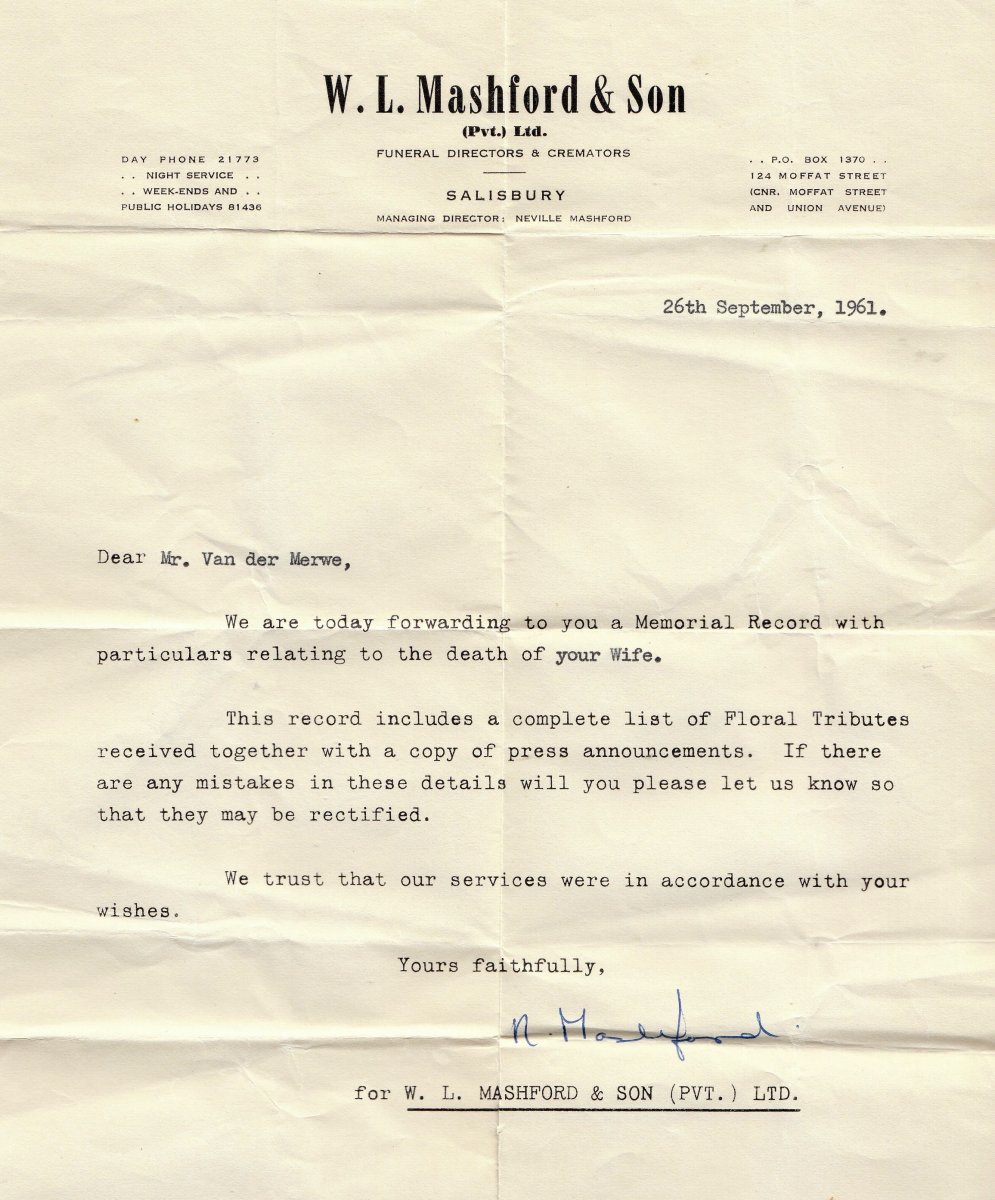 W. L. Mashford & Son
(Pvt.) Ltd.
FUNERAL DIRECTORS & CREMATORS
SALISBURY
MANAGING DIRECTOR: NEVILLE MASHFORD
DAY PHONE 21773
. . NIGHT SERVICE . .
. . WEEK-ENDS AND . .
PUBLIC HOLIDAYS 81436
. . P.O. BOX 1370 . .
124 MOFFAT STREET
(CNR. MOFFAT STREET
AND UNION AVENUE)
26th September, 1961.
Dear Mr. Van der Merwe,
We are today forwarding to you a Memorial Record with
particulars relating to the death of your Wife.
This record includes a complete list of Floral Tributes
received together with a copy of press announcements. If there
are any mistakes in these details will you please let us know so
that they may be rectified.
We trust that our services were in accordance with your
wishes.
Yours faithfully,
N. Mashford
for W. L. MASHFORD & SON (PVT.) LTD.